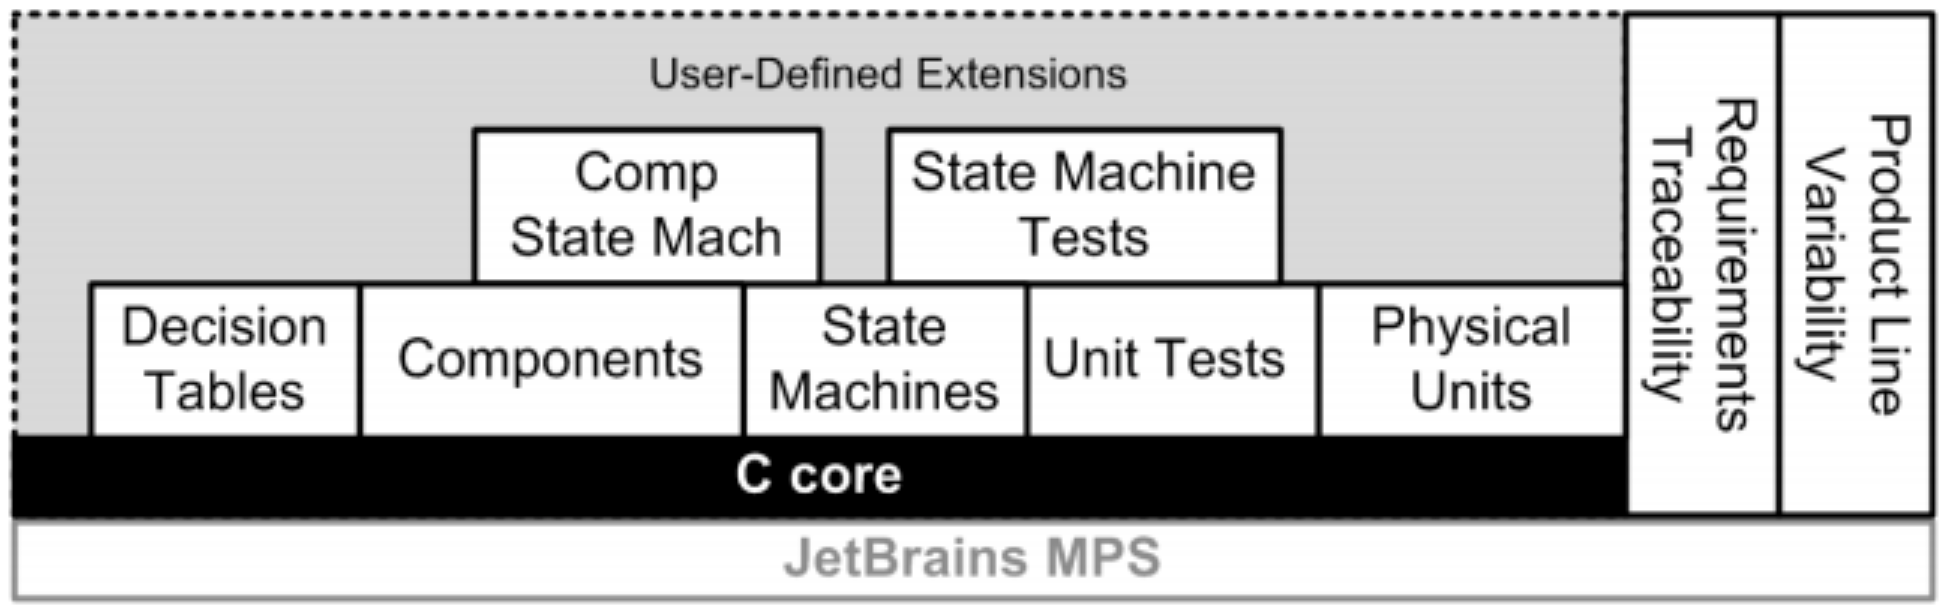 User-Defined Extensions
Comp
State Mach
State Machine
Tests
Decision
Tables
Components
State
Machines
Unit Tests
Physical
Units
C core
JetBrains MPS
Requirements
Traceability
Product Line
Variability